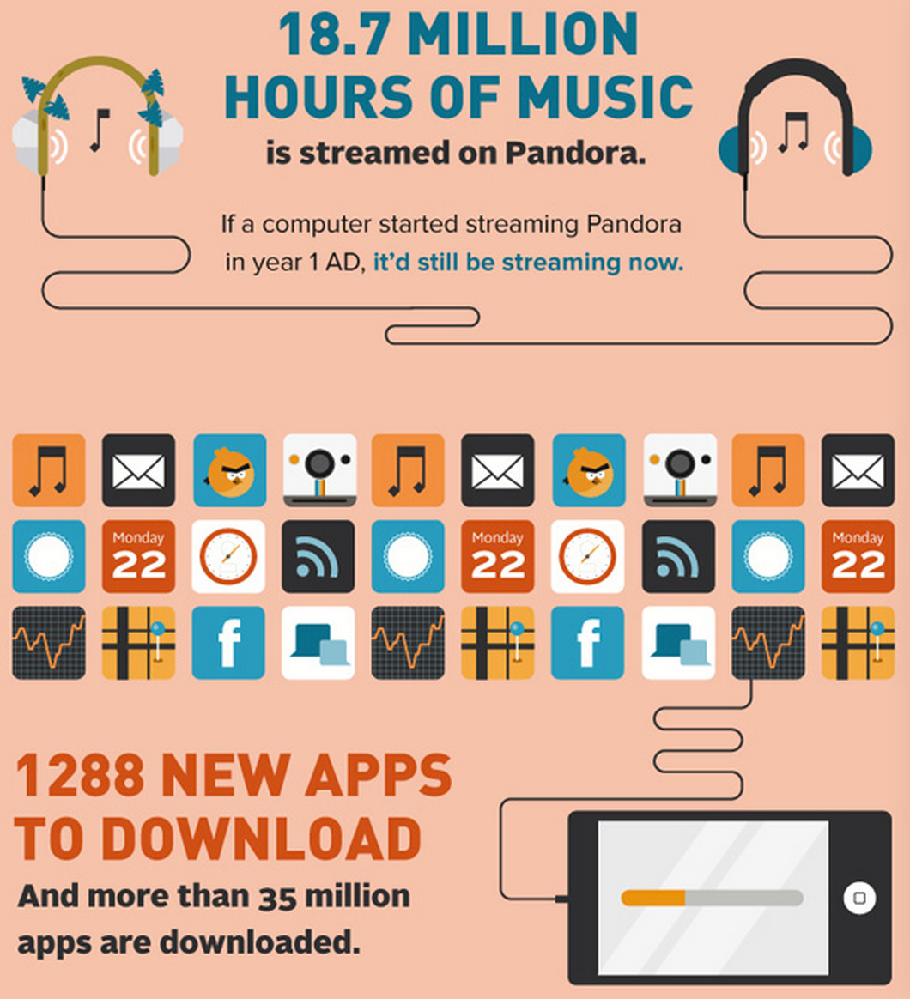 18.7 MILLION
HOURS OF MUSIC
is streamed on Pandora.
If a computer started streaming Pandora
in year 1 AD, it’d still be streaming now.
Monday
22
Monday
22
Monday
22
f
f
1288 NEW APPS
TO DOWNLOAD
And more than 35 million
apps are downloaded.